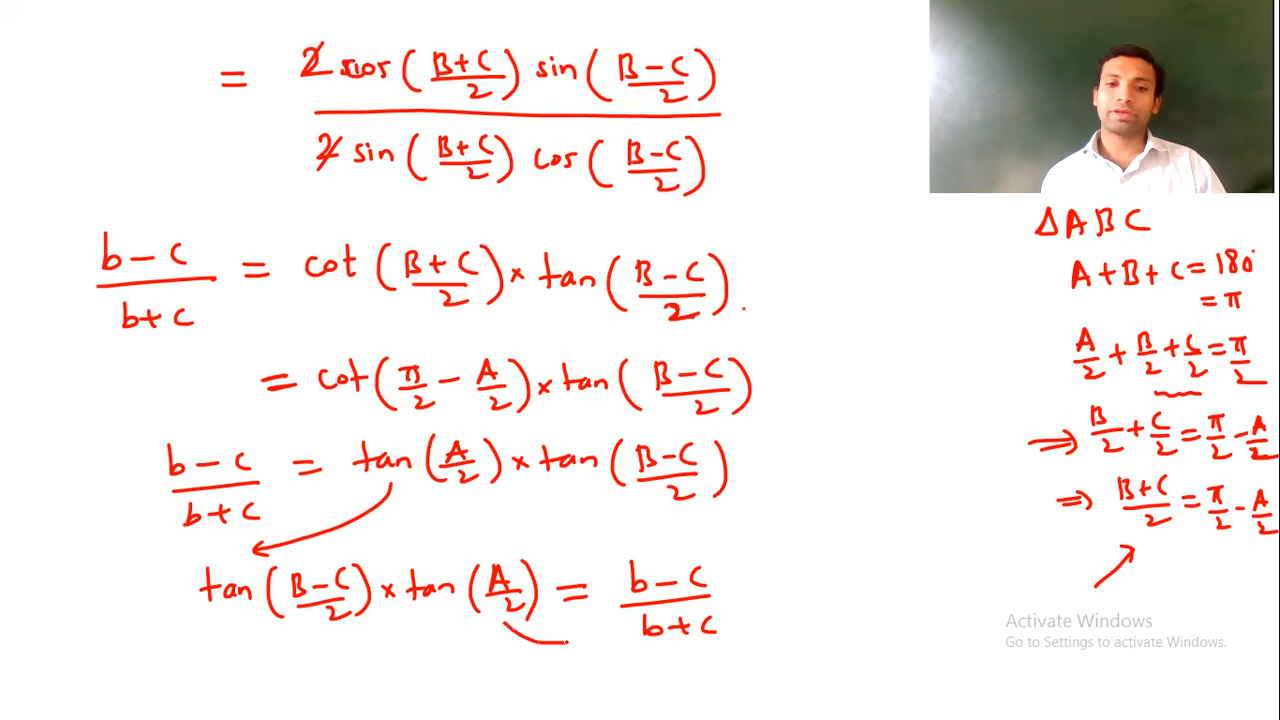 = 2 cos(B+C/2) sin(B-C/2) / 2 sin(B+C/2) cos(B-C/2)
b-c/b+c = cot(B+C/2) × tan(B-C/2).
= cot(π/2 - A/2) × tan(B-C/2)
b-c/b+c = tan(A/2) × tan(B-C/2)
tan(B-C/2) × tan(A/2) = b-c/b+c
ΔABC
A+B+C = 180°
= π
A/2 + B/2 + C/2 = π/2
⇒ B/2 + C/2 = π/2 - A/2
⇒ B+C/2 = π/2 - A/2
Activate Windows
Go to Settings to activate Windows.